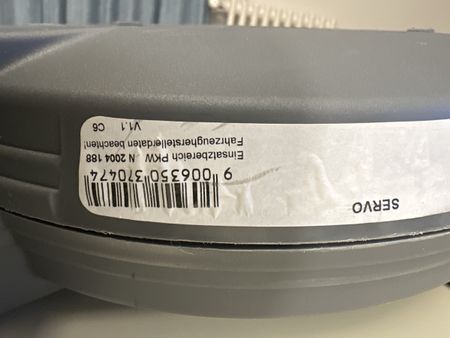 SERVO
9 006350 370474
Einsatzbereich PKW N 2004 188
Fahrzeugherstellerdaten beachten!
V1.1 C6